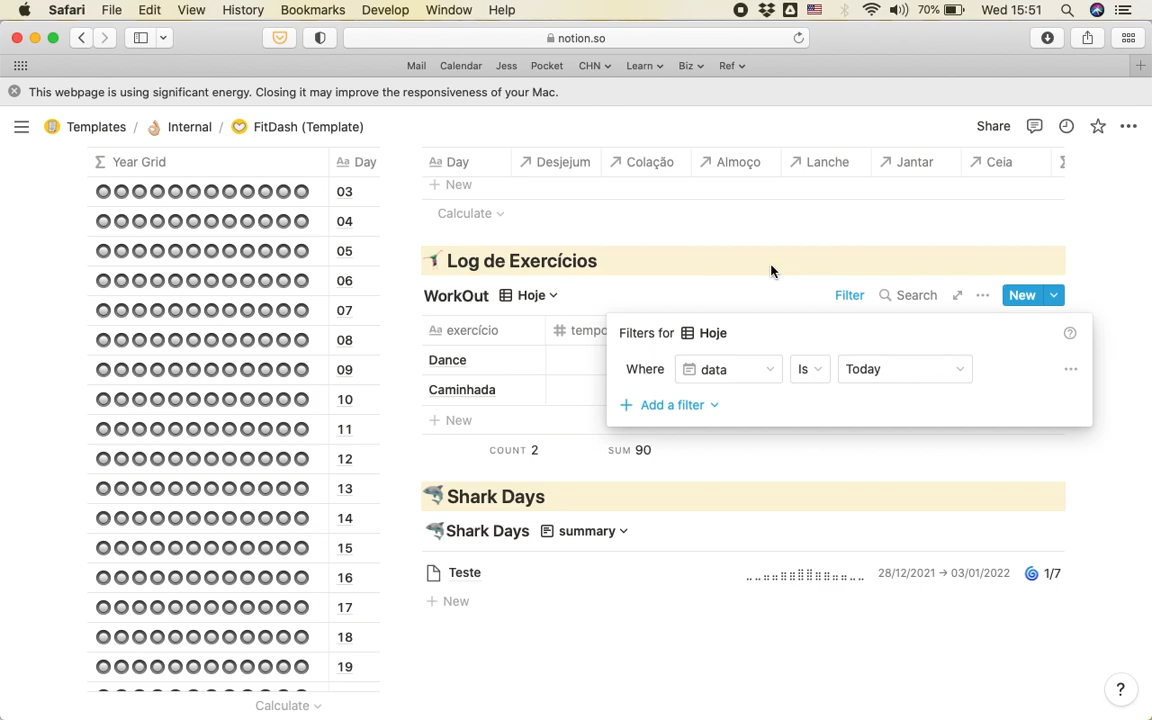 Safari File Edit View History Bookmarks Develop Window Help 70% Wed 15:51
notion.so
Mail Calendar Jess Pocket CHN Learn Biz Ref
This webpage is using significant energy. Closing it may improve the responsiveness of your Mac.
Templates / Internal / FitDash (Template) Share
Σ Year Grid Aa Day
03
04
05
06
07
08
09
10
11
12
13
14
15
16
17
18
19
Calculate
Aa Day Desjejum Colação Almoço Lanche Jantar Ceia Σ
+ New
Calculate
Log de Exercícios
WorkOut Hoje Filter Search New
Aa exercício # tempo
Dance
Caminhada
+ New
COUNT 2 SUM 90
Filters for Hoje ?
Where data Is Today
+ Add a filter
Shark Days
Shark Days summary
Teste 28/12/2021 → 03/01/2022 1/7
+ New
?